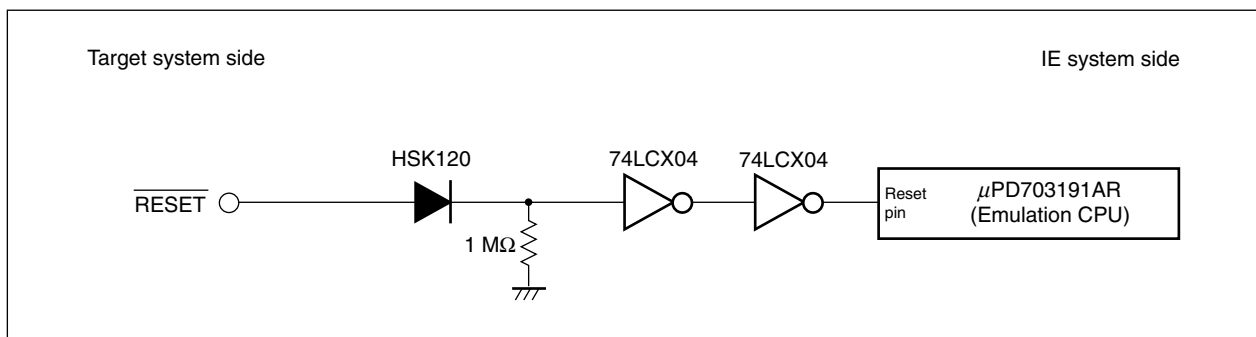 Target system side
IE system side
HSK120
74LCX04
74LCX04
RESET
1 MΩ
Reset pin
μPD703191AR
(Emulation CPU)